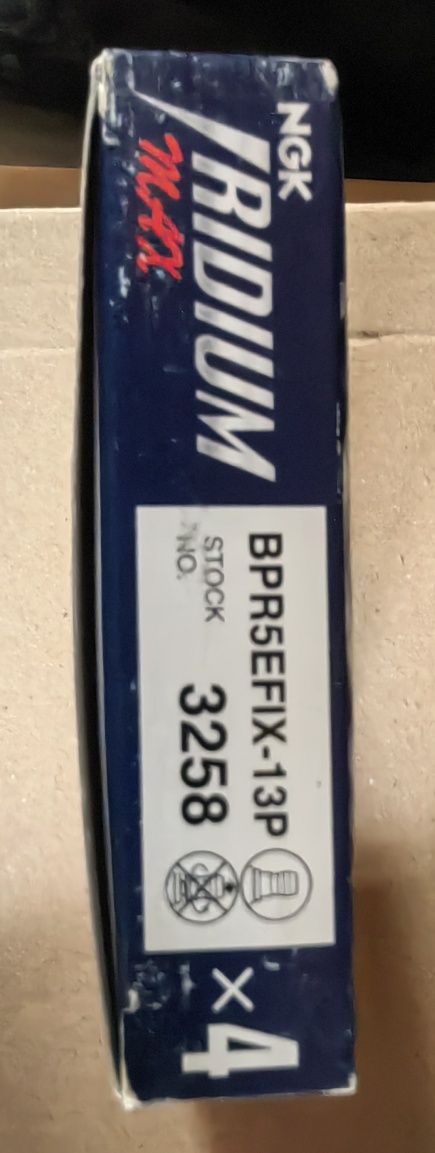 NGK
IRIDIUM
MAX
BPR5EFIX-13P
STOCK
NO.
3258
×4